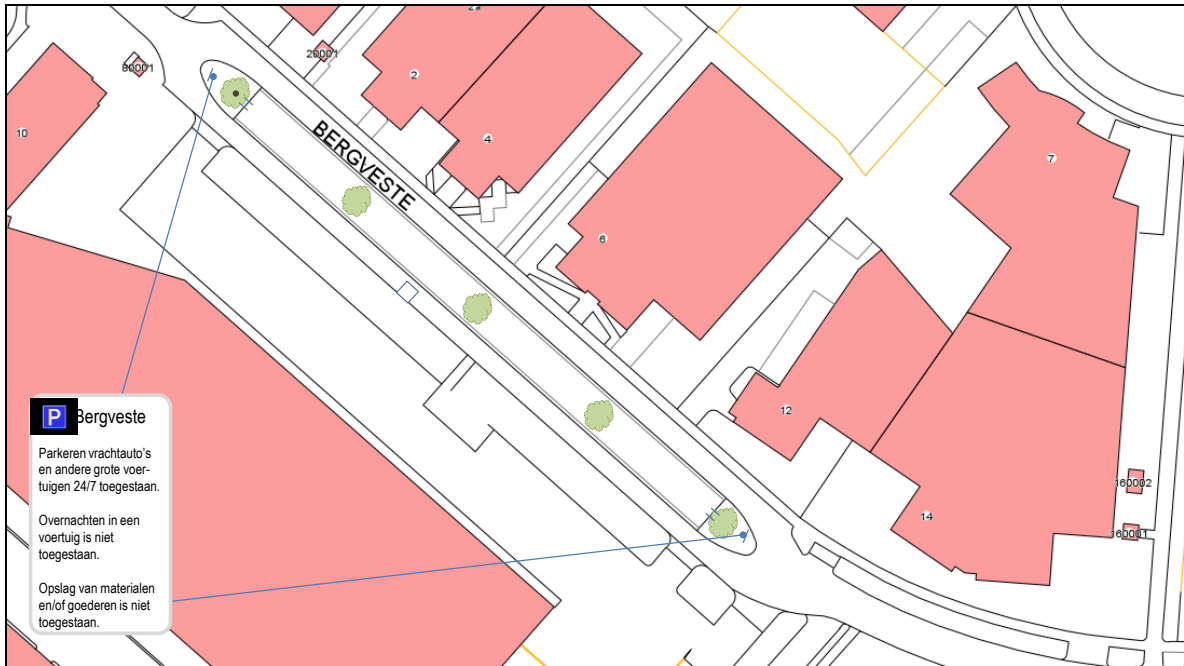 80001
20001
2
10
4
BERGVESTE
7
6
P Bergveste
Parkeren vrachtauto's
en andere grote voer-
tuigen 24/7 toegestaan.
Overnachten in een
voertuig is niet
toegestaan.
Opslag van materialen
en/of goederen is niet
toegestaan.
12
14
160002
160001